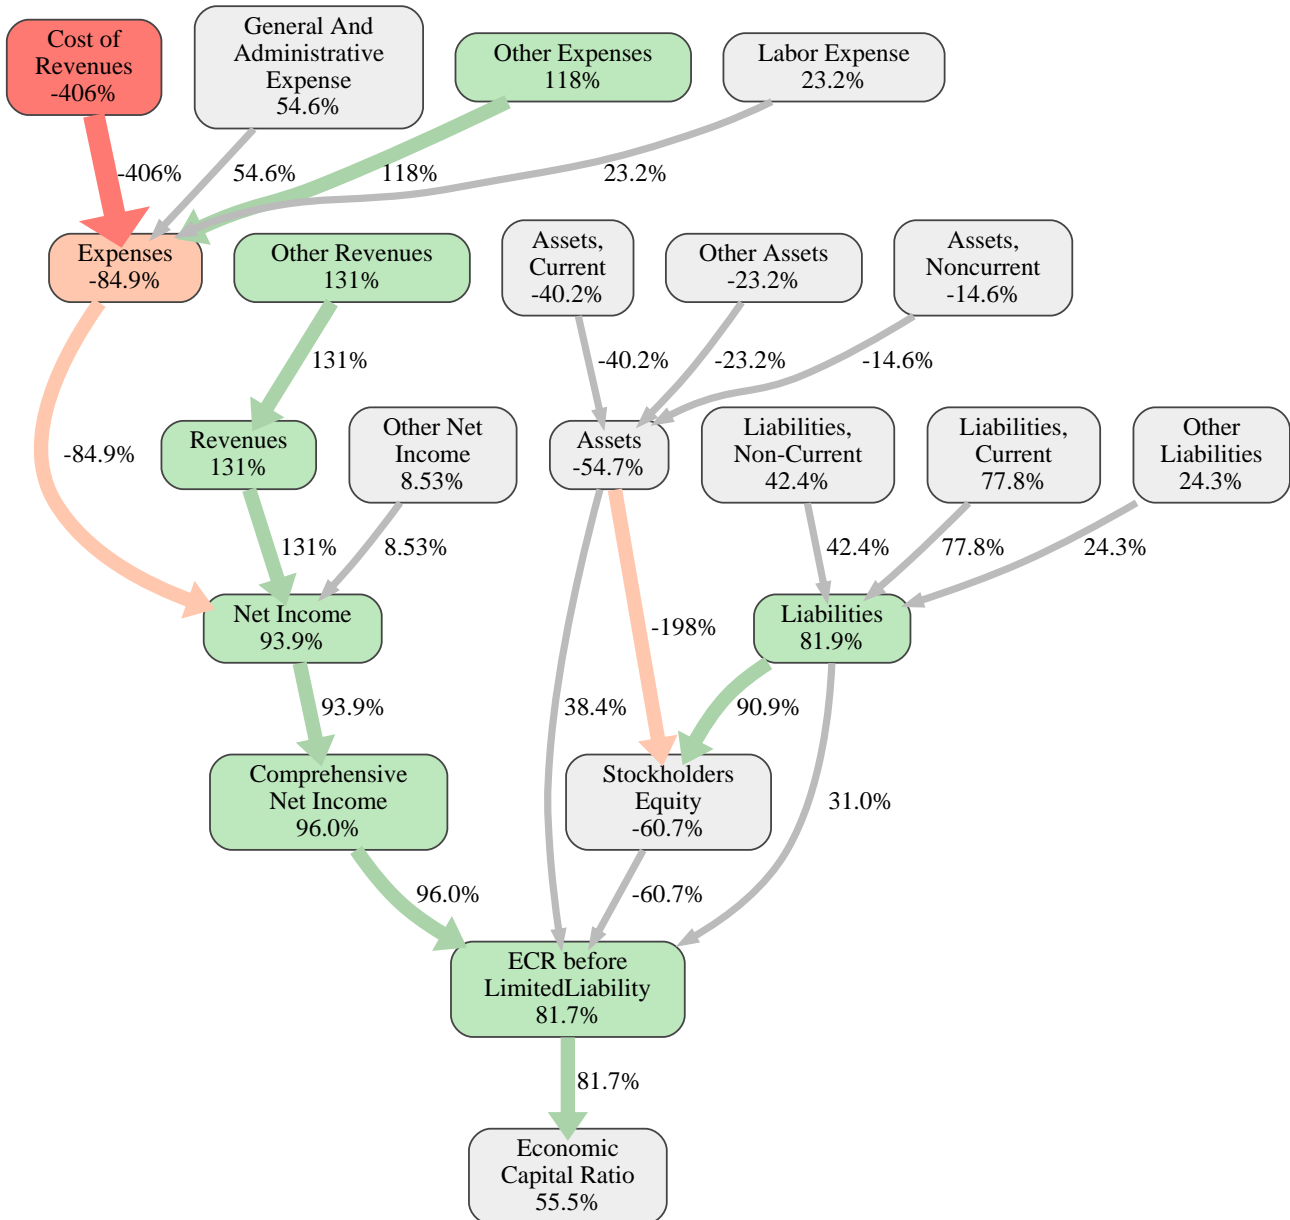 Cost of
Revenues
-406%
General And
Administrative
Expense
54.6%
Other Expenses
118%
Labor Expense
23.2%
-406%
54.6%
118%
23.2%
Expenses
-84.9%
Other Revenues
131%
Assets,
Current
-40.2%
Other Assets
-23.2%
Assets,
Noncurrent
-14.6%
131%
-40.2%
-23.2%
-14.6%
-84.9%
Revenues
131%
Other Net
Income
8.53%
Assets
-54.7%
Liabilities,
Non-Current
42.4%
Liabilities,
Current
77.8%
Other
Liabilities
24.3%
131%
8.53%
42.4%
77.8%
24.3%
Net Income
93.9%
-198%
Liabilities
81.9%
93.9%
38.4%
90.9%
Comprehensive
Net Income
96.0%
Stockholders
Equity
-60.7%
31.0%
96.0%
-60.7%
ECR before
LimitedLiability
81.7%
81.7%
Economic
Capital Ratio
55.5%